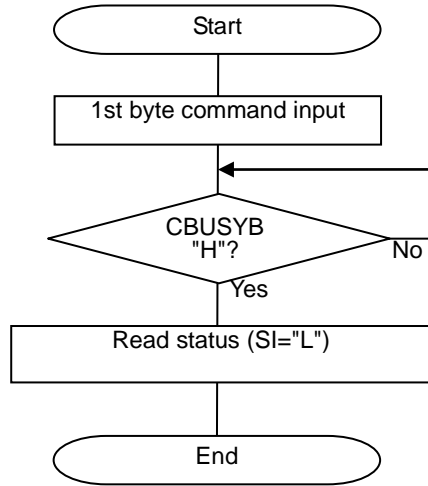 Start
1st byte command input
CBUSYB
"H"?
No
Yes
Read status (SI="L")
End